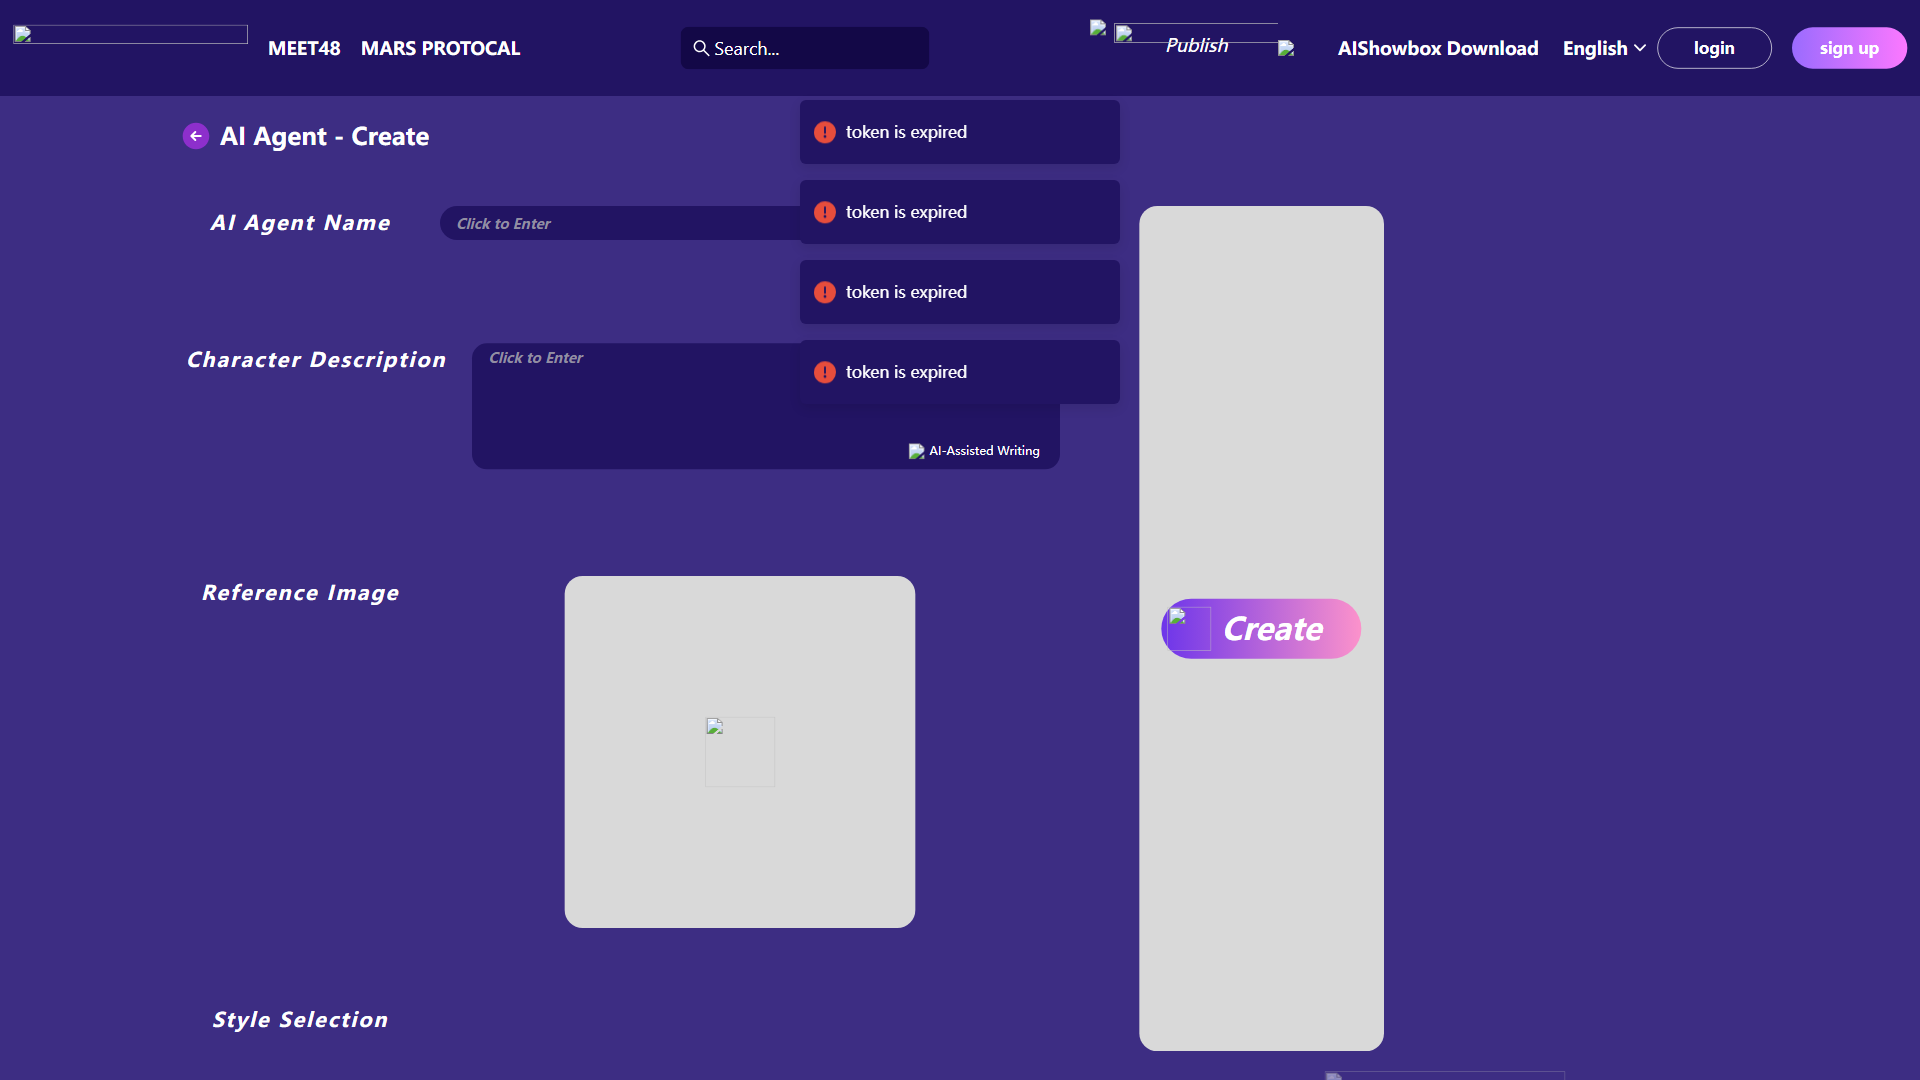 MEET48 MARS PROTOCAL Search... Publish AIShowbox Download English login sign up
AI Agent - Create
token is expired
token is expired
token is expired
token is expired
AI Agent Name
Click to Enter
Character Description
Click to Enter
AI-Assisted Writing
Reference Image
Create
Style Selection